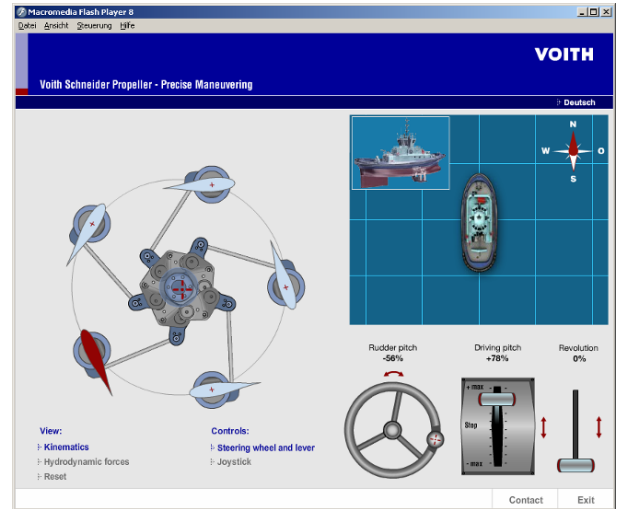 Macromedia Flash Player 8
Datei Ansicht Steuerung Hilfe
VOITH
Voith Schneider Propeller - Precise Maneuvering
Deutsch
N
W O
S
Rudder pitch
-56%
Driving pitch
+78%
Revolution
0%
+ max
Stop
- max
View:
Kinematics
Hydrodynamic forces
Reset
Controls:
Steering wheel and lever
Joystick
Contact Exit